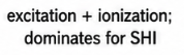 excitation + ionization;
dominates for SHI